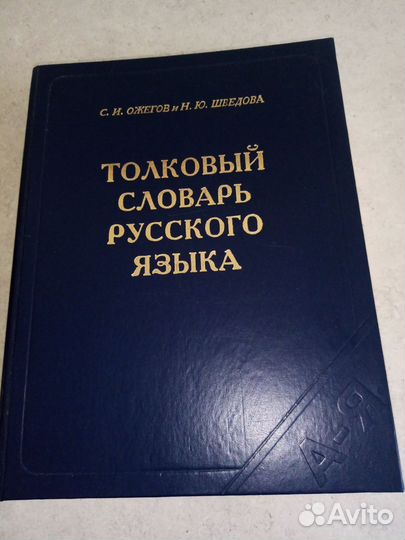 С. И. ОЖЕГОВ и Н. Ю. ШВЕДОВА
ТОЛКОВЫЙ
СЛОВАРЬ
РУССКОГО
ЯЗЫКА
А-Я
Avito